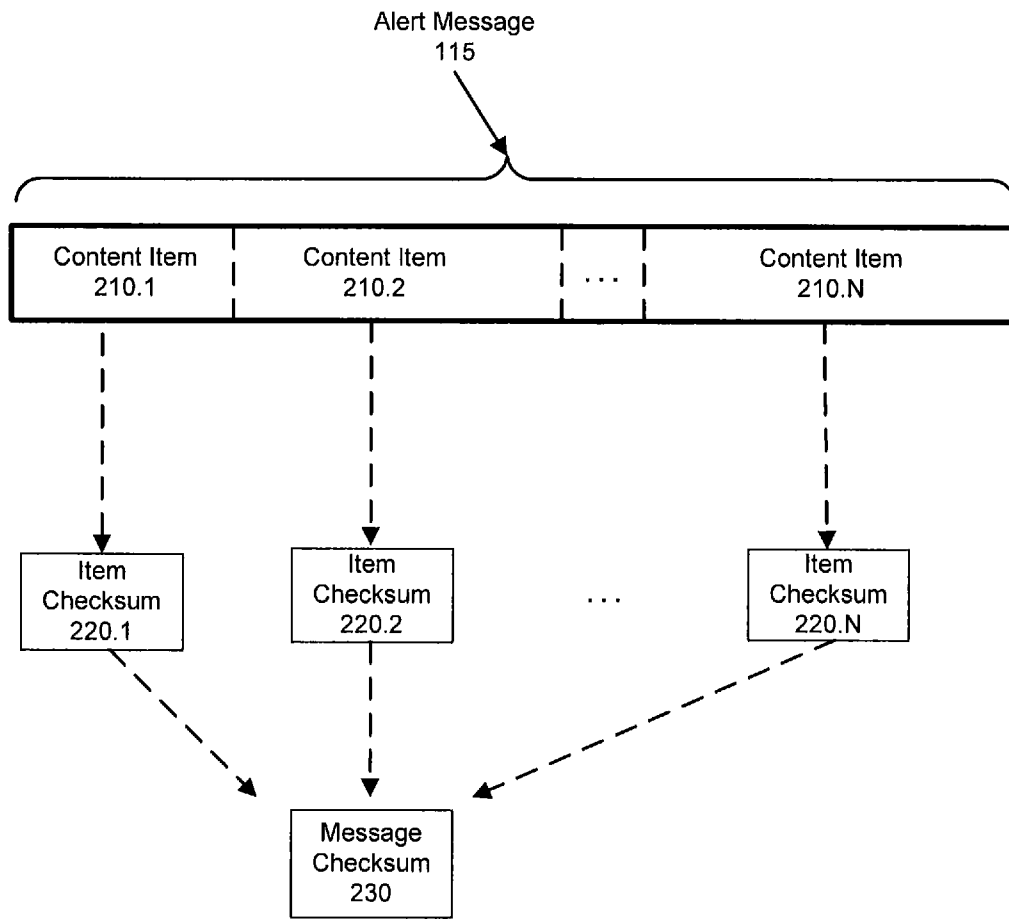 Alert Message
115
Content Item
210.1
Content Item
210.2
. . .
Content Item
210.N
Item
Checksum
220.1
Item
Checksum
220.2
. . .
Item
Checksum
220.N
Message
Checksum
230